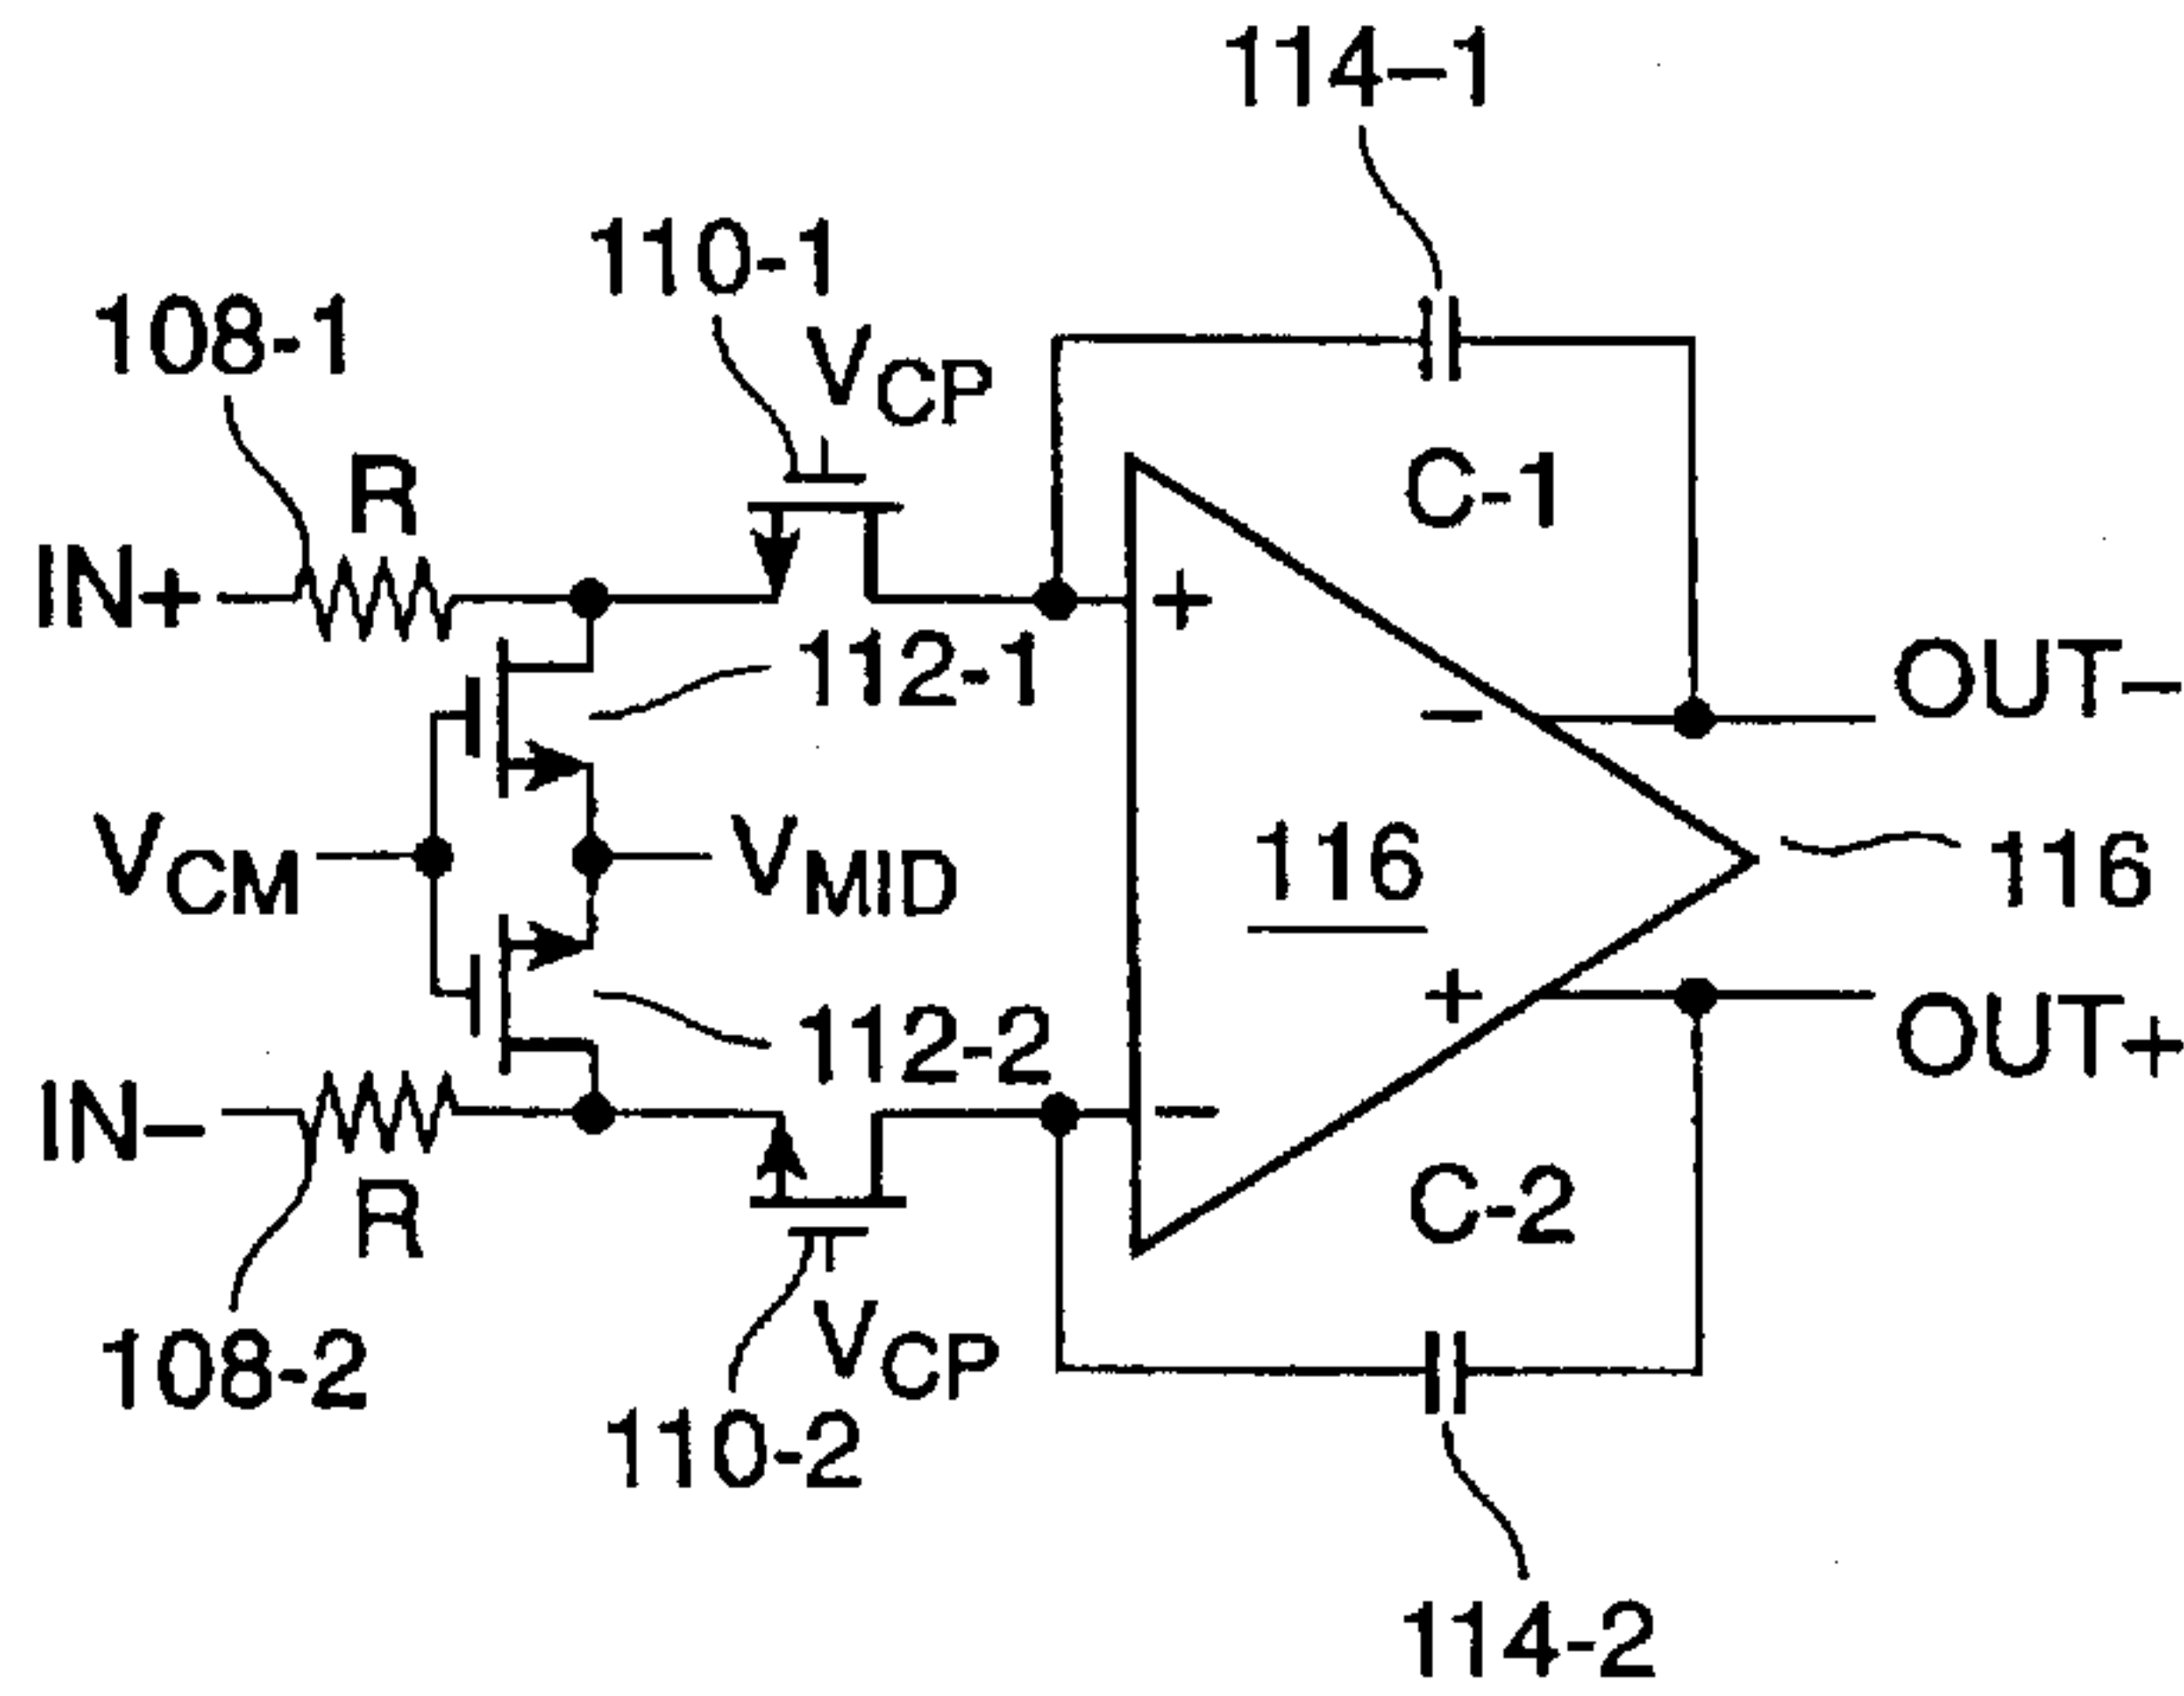 114-1
110-1
108-1
VCP
R
C-1
IN+
+
112-1
-
OUT-
VCM
VMID
116
116
+
112-2
OUT+
IN-
-
R
C-2
VCP
108-2
110-2
114-2